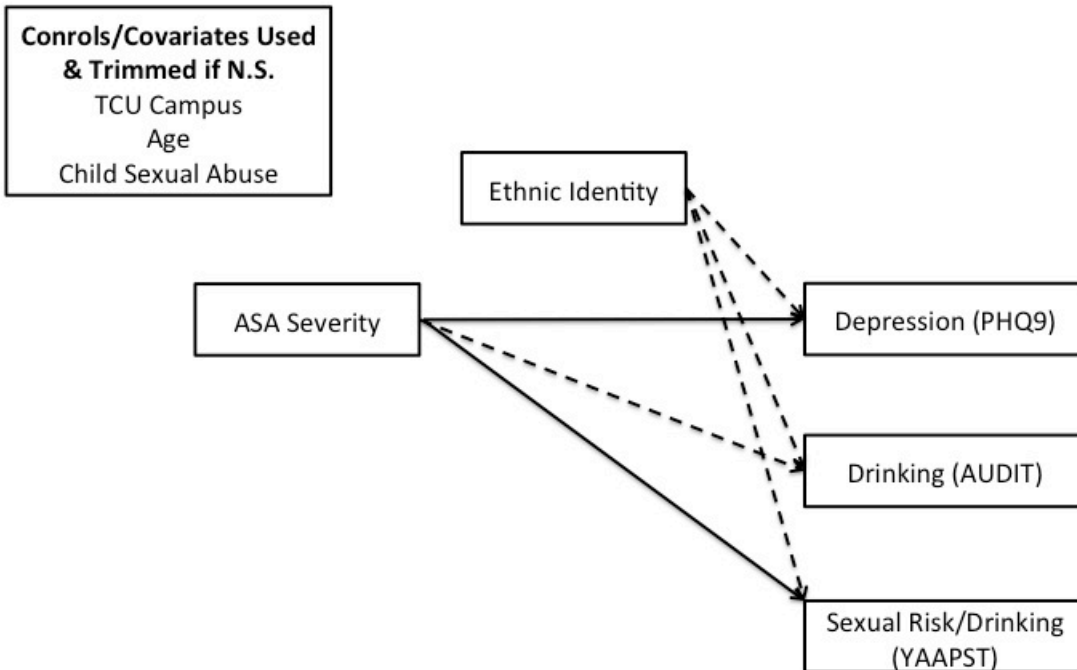 Conrols/Covariates Used
& Trimmed if N.S.
TCU Campus
Age
Child Sexual Abuse
Ethnic Identity
ASA Severity
Depression (PHQ9)
Drinking (AUDIT)
Sexual Risk/Drinking
(YAAPST)